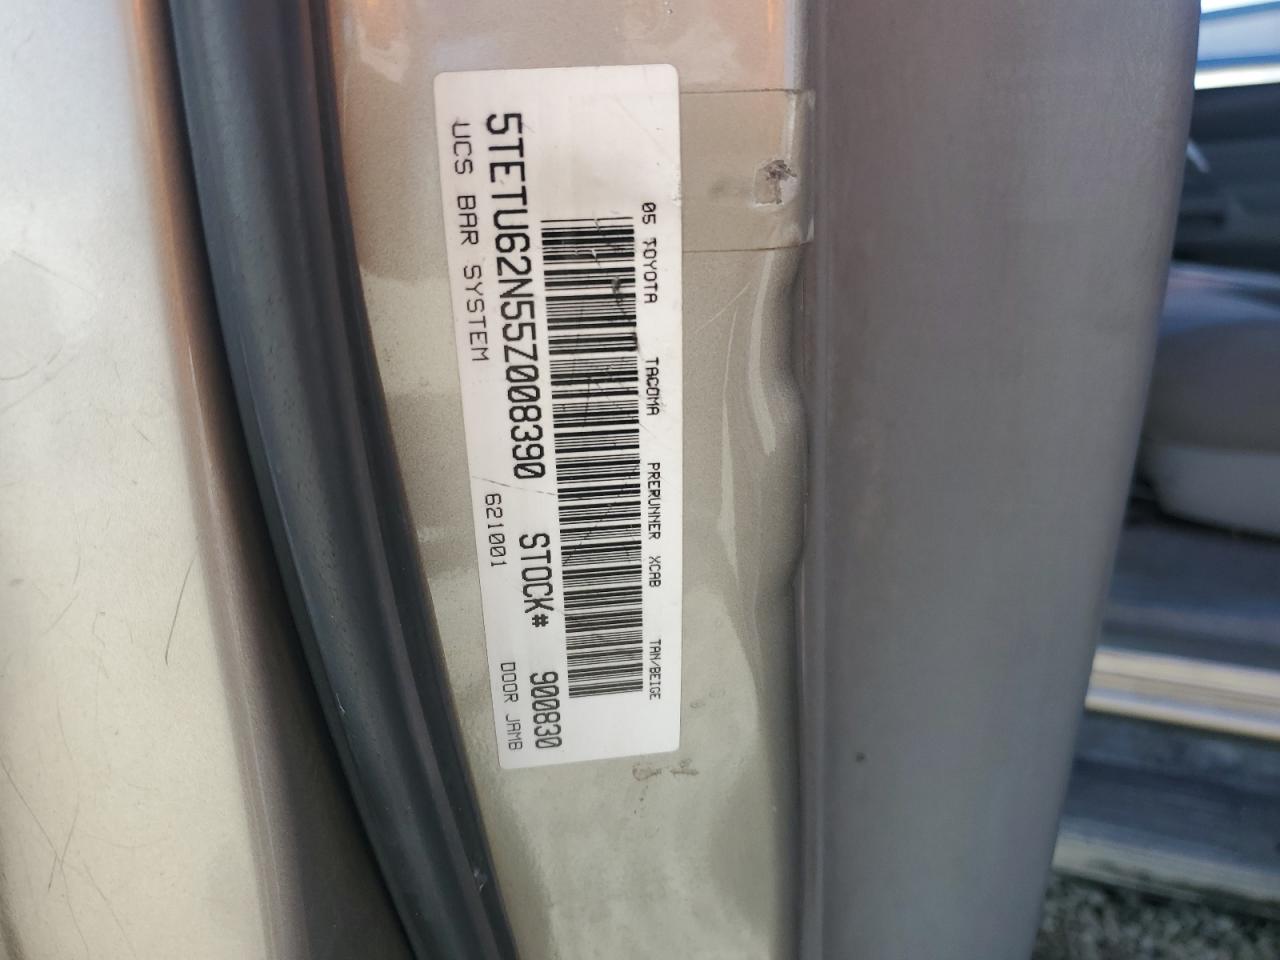 05 TOYOTA TACOMA PRERUNNER XCAB TAN/BEIGE
5TETU62N55Z008390 STOCK# 900830
UCS BAR SYSTEM 621001 DOOR JAMB